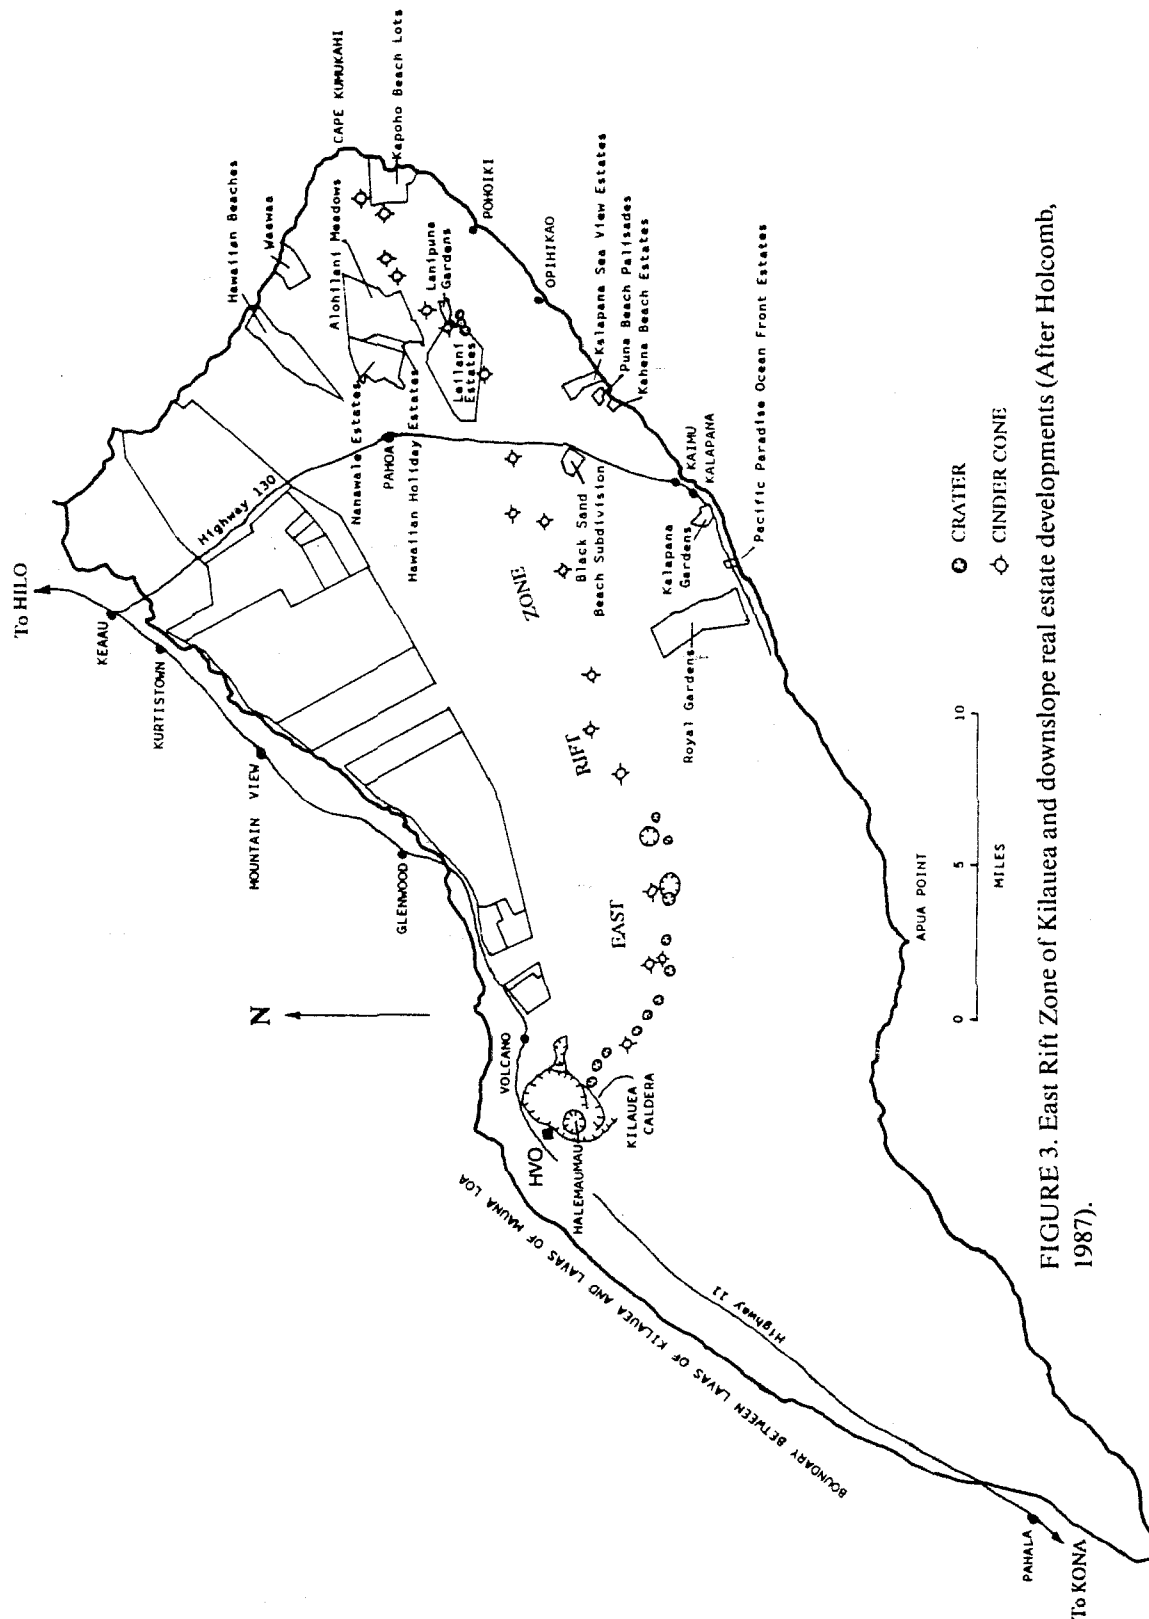 To HILO
KEAAU
KURTISTOWN
MOUNTAIN VIEW
GLENWOOD
Highway 130
Hawaiian Beaches
Waawaa
CAPE KUMUKAHI
Kapoho Beach Lots
Alohilani Meadows
Lanipuna
Gardens
Nanawale Estates
PAHOA
Hawaiian Holiday Estates
Leilani
Estates
POHOIKI
OPIHIKAO
Kalapana Sea View Estates
Puna Beach Palisades
Kehena Beach Estates
Black Sand
Beach Subdivision
KAIMU
KALAPANA
Pacific Paradise Ocean Front Estates
Kalapana
Gardens
Royal Gardens
N
VOLCANO
HVO
HALEMAUMAU
KILAUEA
CALDERA
EAST
RIFT
ZONE
APUA POINT
BOUNDARY BETWEEN LAVAS OF KILAUEA AND LAVAS OF MAUNA LOA
Highway 11
PAHALA
To KONA
0
5
10
MILES
CRATER
CINDER CONE
FIGURE 3. East Rift Zone of Kilauea and downslope real estate developments (After Holcomb,
1987).